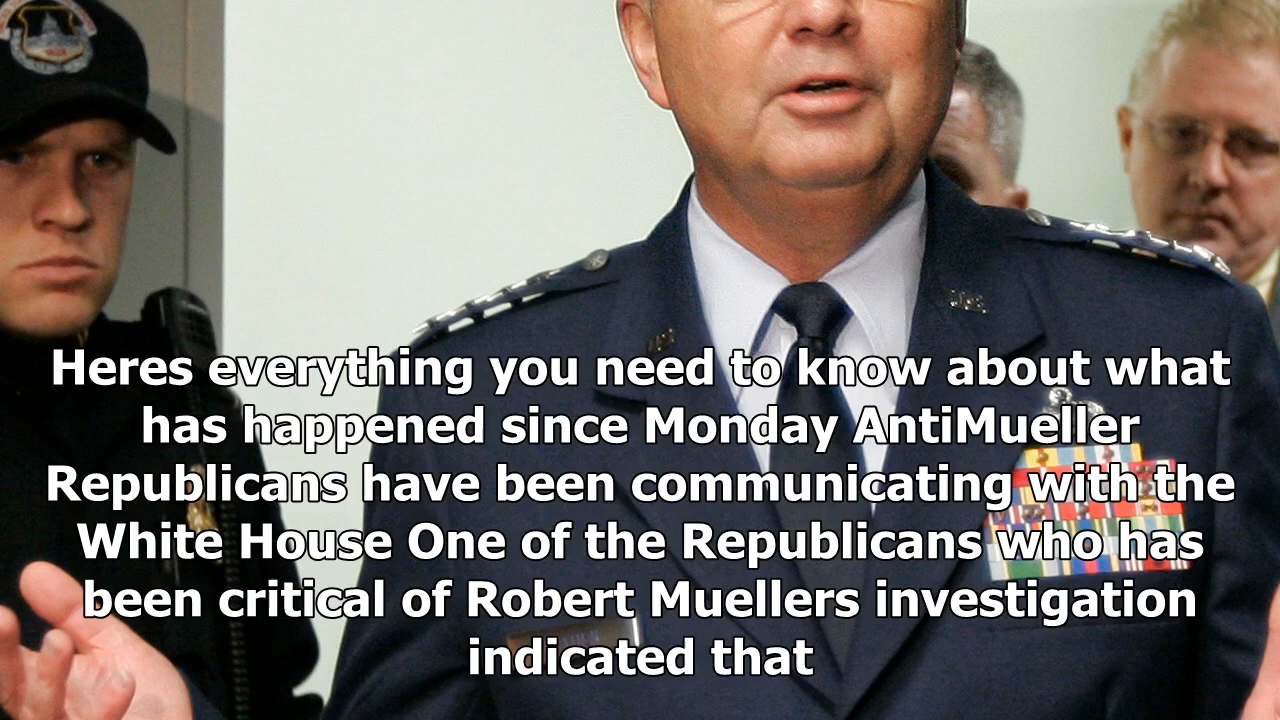 Heres everything you need to know about what
has happened since Monday AntiMueller
Republicans have been communicating with the
White House One of the Republicans who has
been critical of Robert Muellers investigation
indicated that